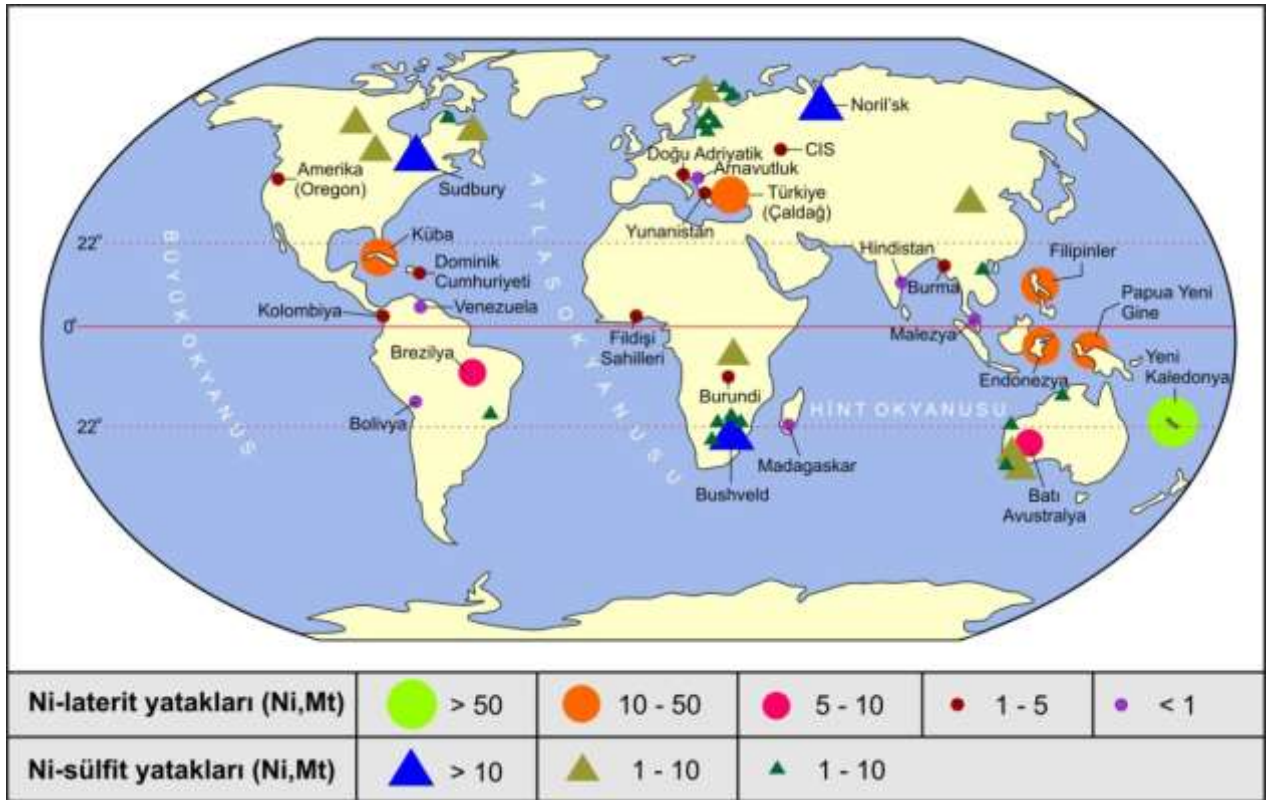 Noril'sk
CIS
Doğu Adriyatik
Arnavutluk
Amerika
(Oregon)
Sudbury
Türkiye
(Çaldağ)
Yunanistan
ATLAS OKYANUSU
BÜYÜK OKYANUS
22°
Küba
Hindistan
Filipinler
Dominik
Cumhuriyeti
Burma
Papua Yeni
Gine
Kolombiya
Venezuela
0°
Malezya
Fildişi
Sahilleri
Brezilya
Yeni
Kaledonya
Endonezya
Burundi
Bolivya
HİNT OKYANUSU
22°
Madagaskar
Bushveld
Batı
Avustralya
Ni-laterit yatakları (Ni,Mt) > 50 10 - 50 5 - 10 1 - 5 < 1
Ni-sülfit yatakları (Ni,Mt) > 10 1 - 10 1 - 10